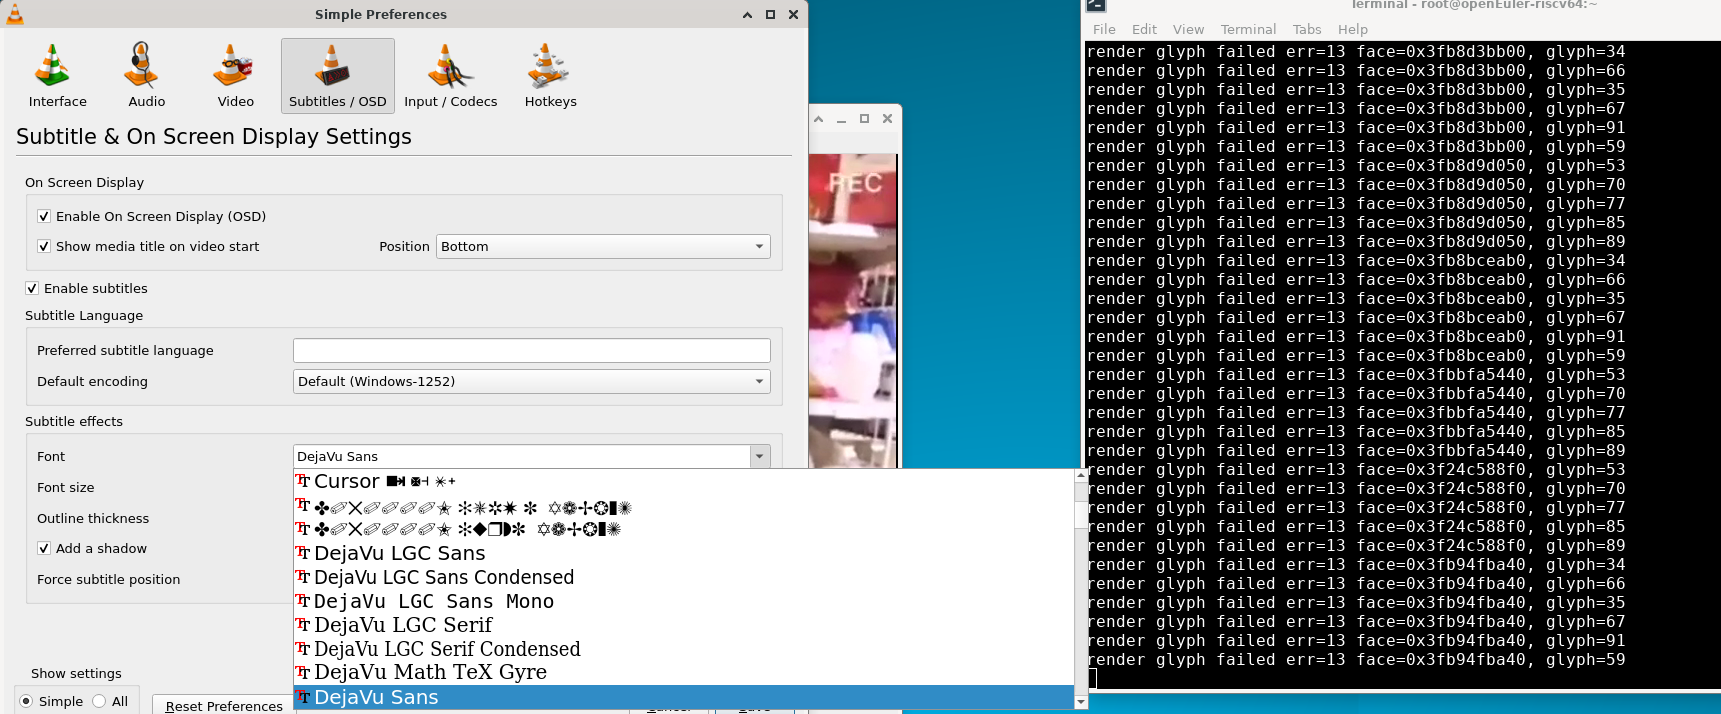 Simple Preferences
Interface
Audio
Video
Subtitles / OSD
Input / Codecs
Hotkeys
Subtitle & On Screen Display Settings
On Screen Display
Enable On Screen Display (OSD)
Show media title on video start
Position
Bottom
Enable subtitles
Subtitle Language
Preferred subtitle language
Default encoding
Default (Windows-1252)
Subtitle effects
Font
DejaVu Sans
Font size
Outline thickness
Add a shadow
Force subtitle position
Cursor
DejaVu LGC Sans
DejaVu LGC Sans Condensed
DejaVu LGC Sans Mono
DejaVu LGC Serif
DejaVu LGC Serif Condensed
DejaVu Math TeX Gyre
DejaVu Sans
Show settings
Simple
All
Reset Preferences
REC
Terminal - root@openEuler-riscv64:~
File Edit View Terminal Tabs Help
render glyph failed err=13 face=0x3fb8d3bb00, glyph=34
render glyph failed err=13 face=0x3fb8d3bb00, glyph=66
render glyph failed err=13 face=0x3fb8d3bb00, glyph=35
render glyph failed err=13 face=0x3fb8d3bb00, glyph=67
render glyph failed err=13 face=0x3fb8d3bb00, glyph=91
render glyph failed err=13 face=0x3fb8d3bb00, glyph=59
render glyph failed err=13 face=0x3fb8d9d050, glyph=53
render glyph failed err=13 face=0x3fb8d9d050, glyph=70
render glyph failed err=13 face=0x3fb8d9d050, glyph=77
render glyph failed err=13 face=0x3fb8d9d050, glyph=85
render glyph failed err=13 face=0x3fb8d9d050, glyph=89
render glyph failed err=13 face=0x3fb8bceab0, glyph=34
render glyph failed err=13 face=0x3fb8bceab0, glyph=66
render glyph failed err=13 face=0x3fb8bceab0, glyph=35
render glyph failed err=13 face=0x3fb8bceab0, glyph=67
render glyph failed err=13 face=0x3fb8bceab0, glyph=91
render glyph failed err=13 face=0x3fb8bceab0, glyph=59
render glyph failed err=13 face=0x3fbbfa5440, glyph=53
render glyph failed err=13 face=0x3fbbfa5440, glyph=70
render glyph failed err=13 face=0x3fbbfa5440, glyph=77
render glyph failed err=13 face=0x3fbbfa5440, glyph=85
render glyph failed err=13 face=0x3fbbfa5440, glyph=89
render glyph failed err=13 face=0x3f24c588f0, glyph=53
render glyph failed err=13 face=0x3f24c588f0, glyph=70
render glyph failed err=13 face=0x3f24c588f0, glyph=77
render glyph failed err=13 face=0x3f24c588f0, glyph=85
render glyph failed err=13 face=0x3f24c588f0, glyph=89
render glyph failed err=13 face=0x3fb94fba40, glyph=34
render glyph failed err=13 face=0x3fb94fba40, glyph=66
render glyph failed err=13 face=0x3fb94fba40, glyph=35
render glyph failed err=13 face=0x3fb94fba40, glyph=67
render glyph failed err=13 face=0x3fb94fba40, glyph=91
render glyph failed err=13 face=0x3fb94fba40, glyph=59